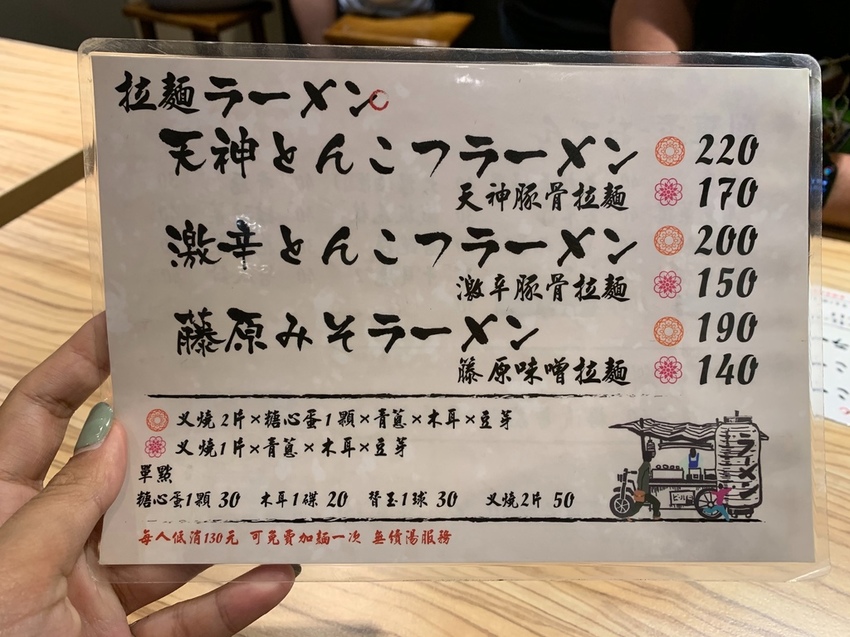 拉麵ラーメン
天神とんこつラーメン 220
天神豚骨拉麵 170
激辛とんこつラーメン 200
激辛豚骨拉麵 150
藤原みそラーメン 190
籐原味噌拉麵 140
叉燒2片×糖心蛋1顆×青蔥×木耳×豆芽
叉燒1片×青蔥×木耳×豆芽
單點
糖心蛋1顆 30 木耳1碟 20 替玉1球 30 叉燒2片 50
每人低消130元 可免費加麵一次 無續湯服務
ラーメン
ビール